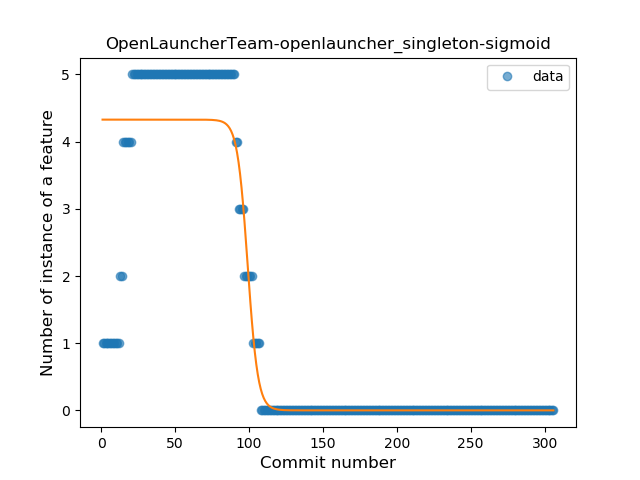 OpenLauncherTeam-openlauncher_singleton-sigmoid
data
Number of instance of a feature
5
4
3
2
1
0
0 50 100 150 200 250 300
Commit number